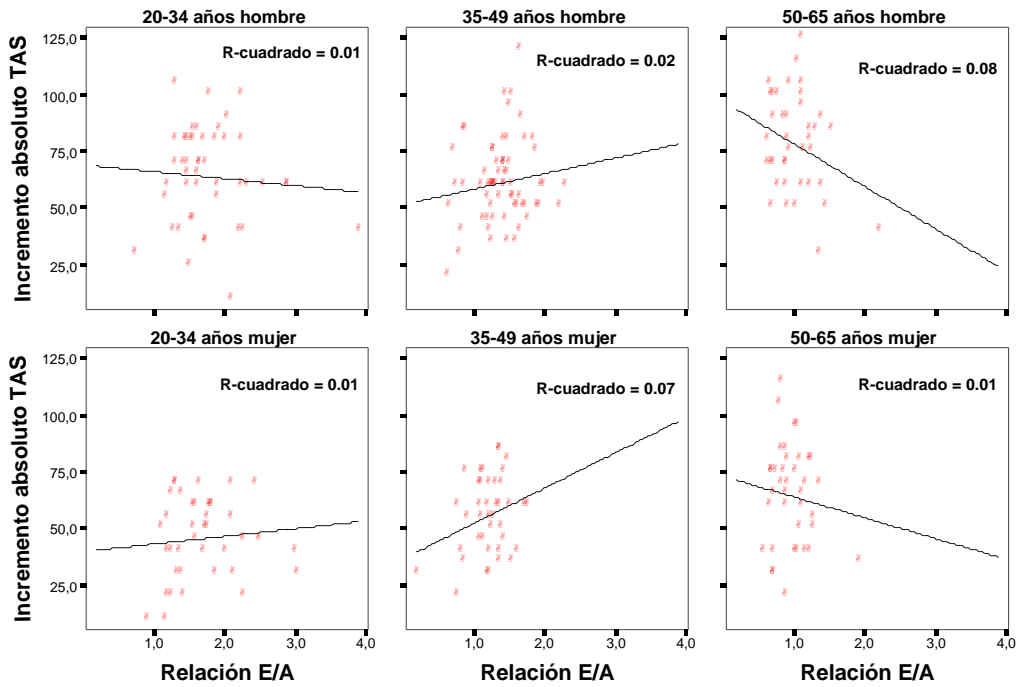 20-34 años hombre
35-49 años hombre
50-65 años hombre
Incremento absoluto TAS
125,0
100,0
75,0
50,0
25,0
R-cuadrado = 0.01
R-cuadrado = 0.02
R-cuadrado = 0.08
20-34 años mujer
35-49 años mujer
50-65 años mujer
Incremento absoluto TAS
125,0
100,0
75,0
50,0
25,0
R-cuadrado = 0.01
R-cuadrado = 0.07
R-cuadrado = 0.01
1,0 2,0 3,0 4,0
1,0 2,0 3,0 4,0
1,0 2,0 3,0 4,0
Relación E/A
Relación E/A
Relación E/A